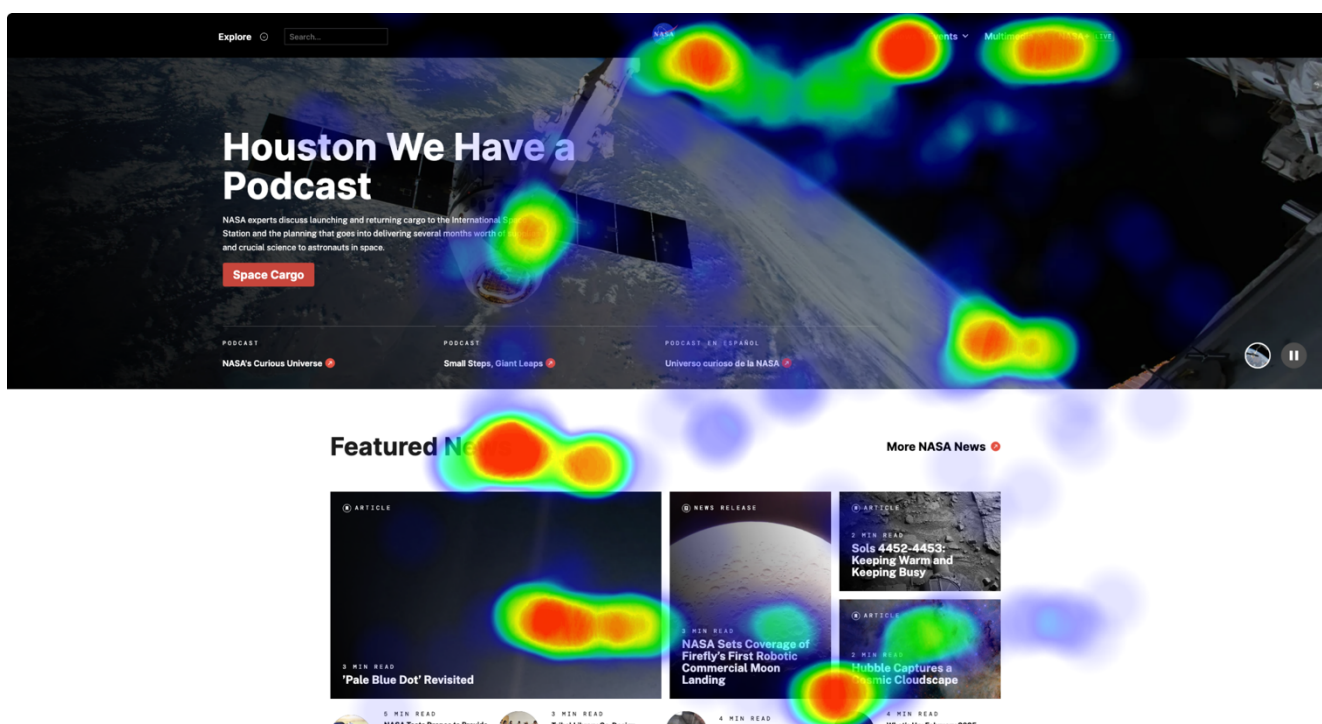 Explore
Search...
NASA
Multim
LIVE
Houston We Have a
Podcast
NASA experts discuss launching and returning cargo to the International
Station and the planning that goes into delivering several months worth of
and crucial science to astronauts in space.
Space Cargo
PODCAST
NASA's Curious Universe
PODCAST
Small Steps, Giant Leaps
PODCAST EN ESPAÑOL
Universo curioso de la NASA
Featured News
More NASA News
ARTICLE
3 MIN READ
'Pale Blue Dot' Revisited
NEWS RELEASE
3 MIN READ
NASA Sets Coverage of
Firefly's First Robotic
Commercial Moon
Landing
ARTICLE
2 MIN READ
Sols 4452-4453:
Keeping Warm and
Keeping Busy
ARTICLE
2 MIN READ
Hubble Captures a
Cosmic Cloudscape
5 MIN READ
3 MIN READ
4 MIN READ
4 MIN READ